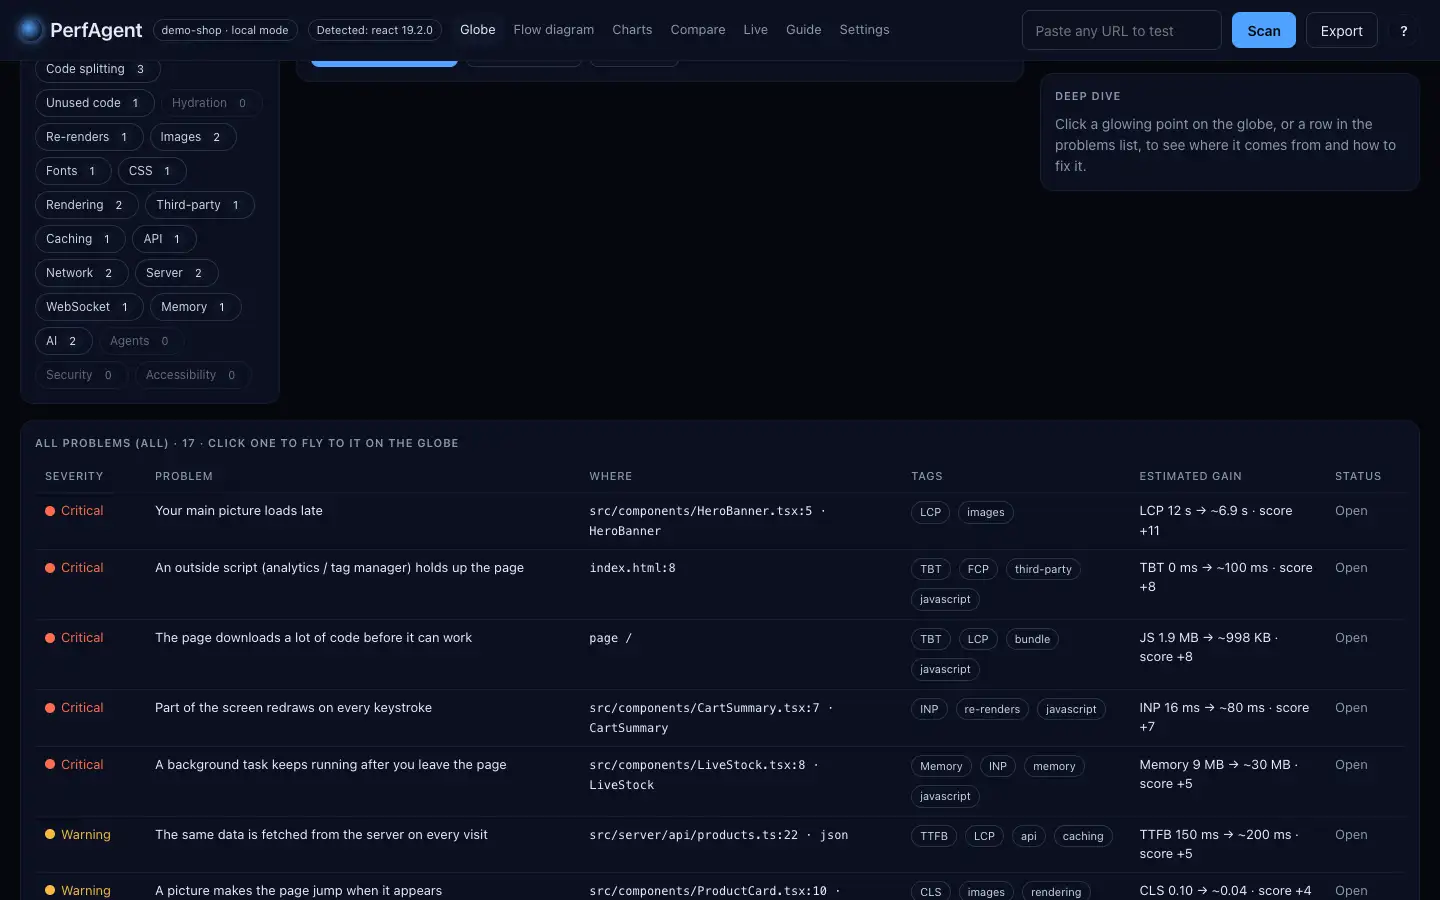 PerfAgent demo-shop · local mode Detected: react 19.2.0 Globe Flow diagram Charts Compare Live Guide Settings Paste any URL to test Scan Export ?
Code splitting 3
Unused code 1 Hydration 0
Re-renders 1 Images 2
Fonts 1 CSS 1
Rendering 2 Third-party 1
Caching 1 API 1
Network 2 Server 2
WebSocket 1 Memory 1
AI 2 Agents 0
Security 0 Accessibility 0
DEEP DIVE
Click a glowing point on the globe, or a row in the
problems list, to see where it comes from and how to
fix it.
ALL PROBLEMS (ALL) · 17 · CLICK ONE TO FLY TO IT ON THE GLOBE
SEVERITY PROBLEM WHERE TAGS ESTIMATED GAIN STATUS
Critical Your main picture loads late src/components/HeroBanner.tsx:5 · LCP images LCP 12 s → ~6.9 s · score Open
HeroBanner +11
Critical An outside script (analytics / tag manager) holds up the page index.html:8 TBT FCP third-party TBT 0 ms → ~100 ms · score Open
javascript +8
Critical The page downloads a lot of code before it can work page / TBT LCP bundle JS 1.9 MB → ~998 KB · Open
javascript score +8
Critical Part of the screen redraws on every keystroke src/components/CartSummary.tsx:7 · INP re-renders javascript INP 16 ms → ~80 ms · score Open
CartSummary +7
Critical A background task keeps running after you leave the page src/components/LiveStock.tsx:8 · Memory INP memory Memory 9 MB → ~30 MB · Open
LiveStock javascript score +5
Warning The same data is fetched from the server on every visit src/server/api/products.ts:22 · json TTFB LCP api caching TTFB 150 ms → ~200 ms · Open
score +5
Warning A picture makes the page jump when it appears src/components/ProductCard.tsx:10 · CLS images rendering CLS 0.10 → ~0.04 · score +4 Open